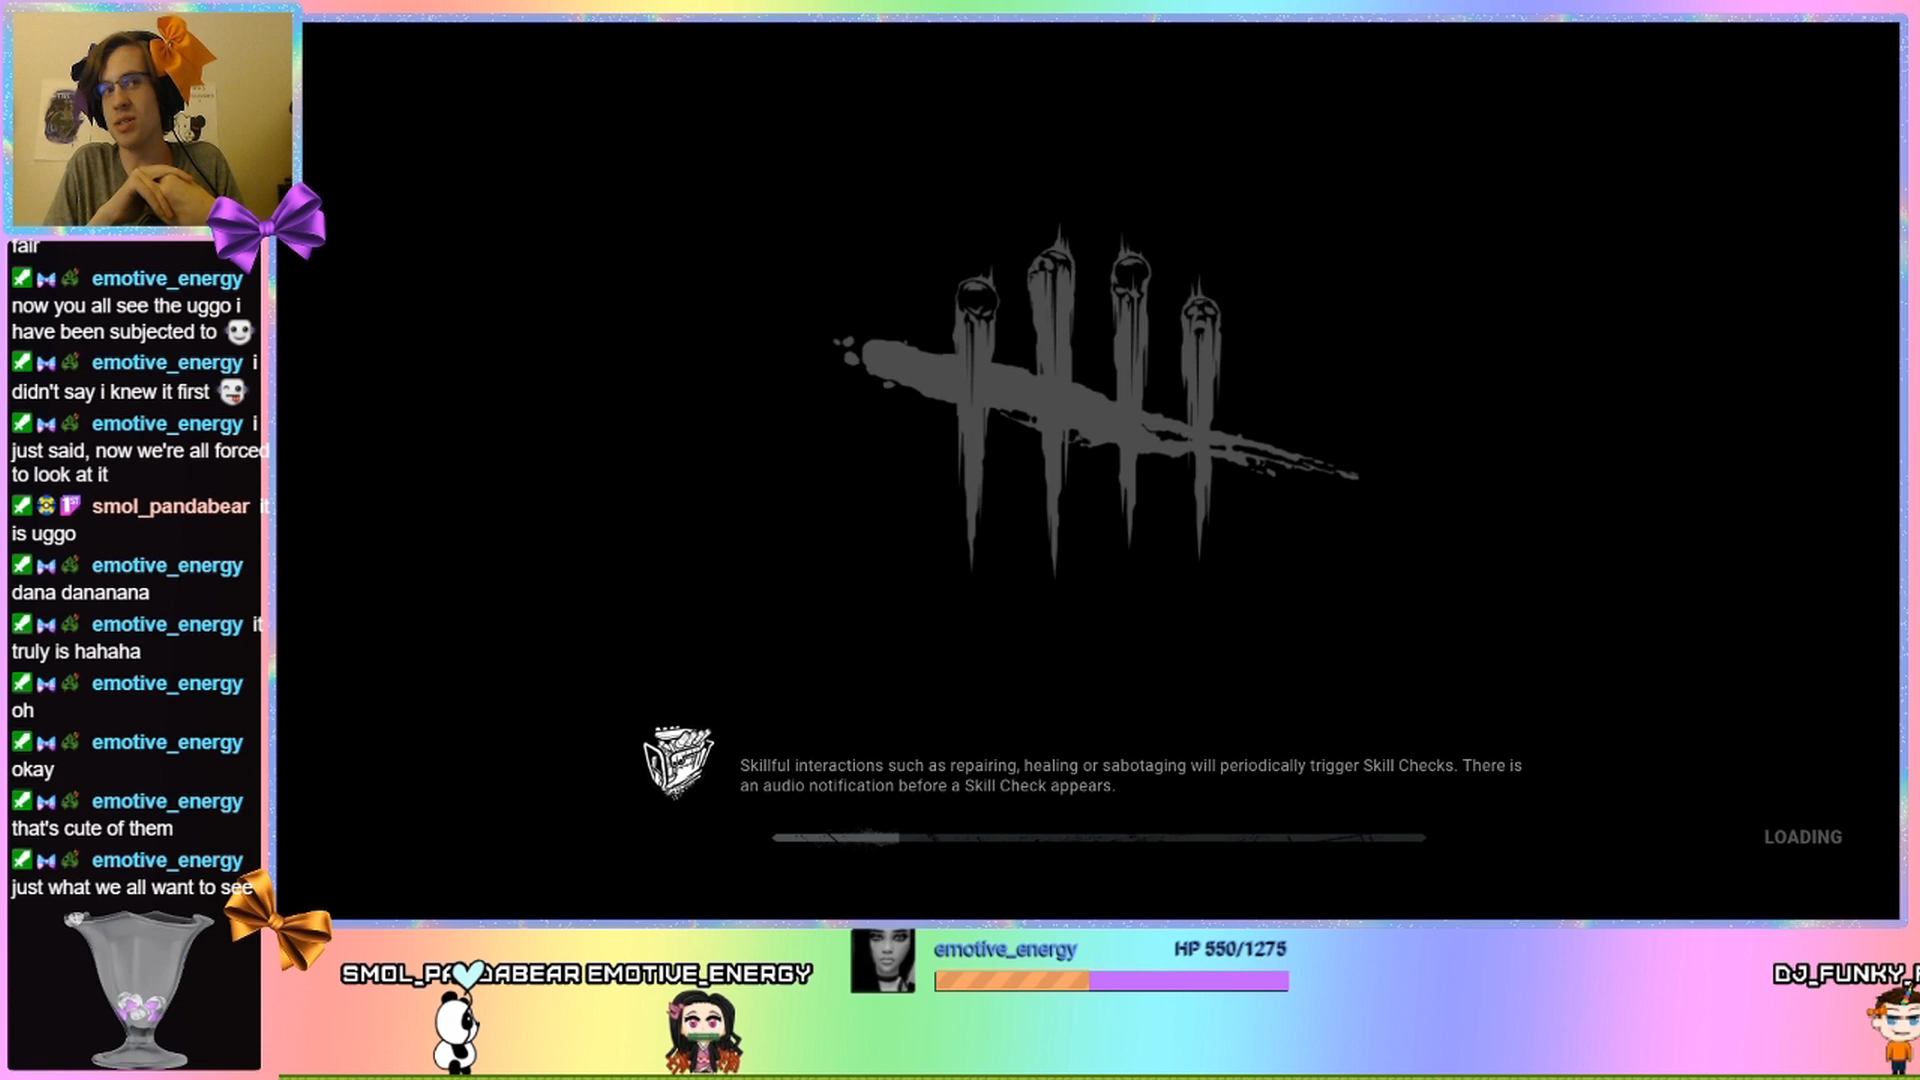 fair
emotive_energy
now you all see the uggo i
have been subjected to
emotive_energy i
didn't say i knew it first
emotive_energy i
just said, now we're all forced
to look at it
smol_pandabear it
is uggo
emotive_energy
dana dananana
emotive_energy it
truly is hahaha
emotive_energy
oh
emotive_energy
okay
emotive_energy
that's cute of them
emotive_energy
just what we all want to see
Skillful interactions such as repairing, healing or sabotaging will periodically trigger Skill Checks. There is
an audio notification before a Skill Check appears.
LOADING
emotive_energy HP 550/1275
EMOTIVE_ENERGY
DJ_FUNKY_